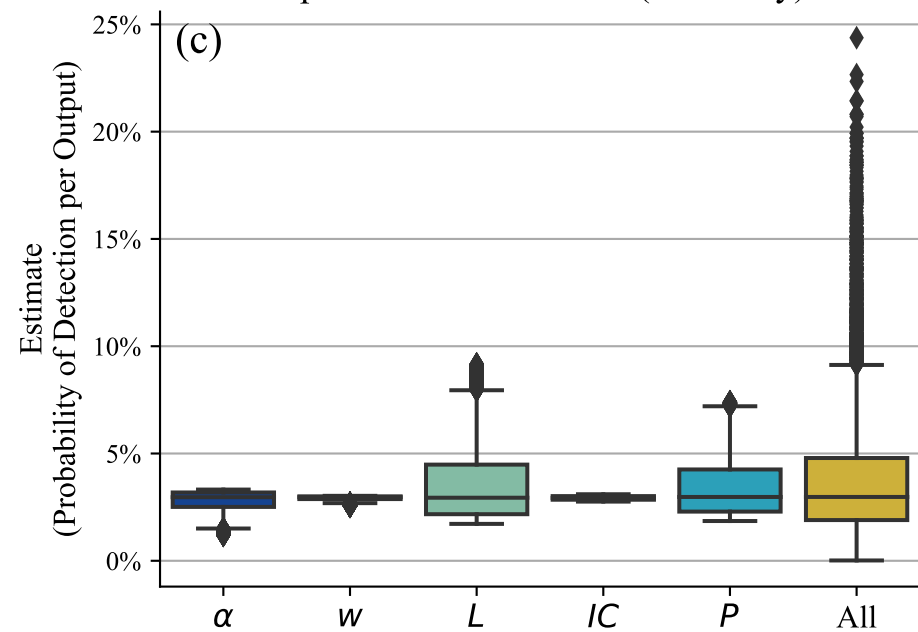 (c)
Estimate
(Probability of Detection per Output)
25%
20%
15%
10%
5%
0%
α w L IC P All